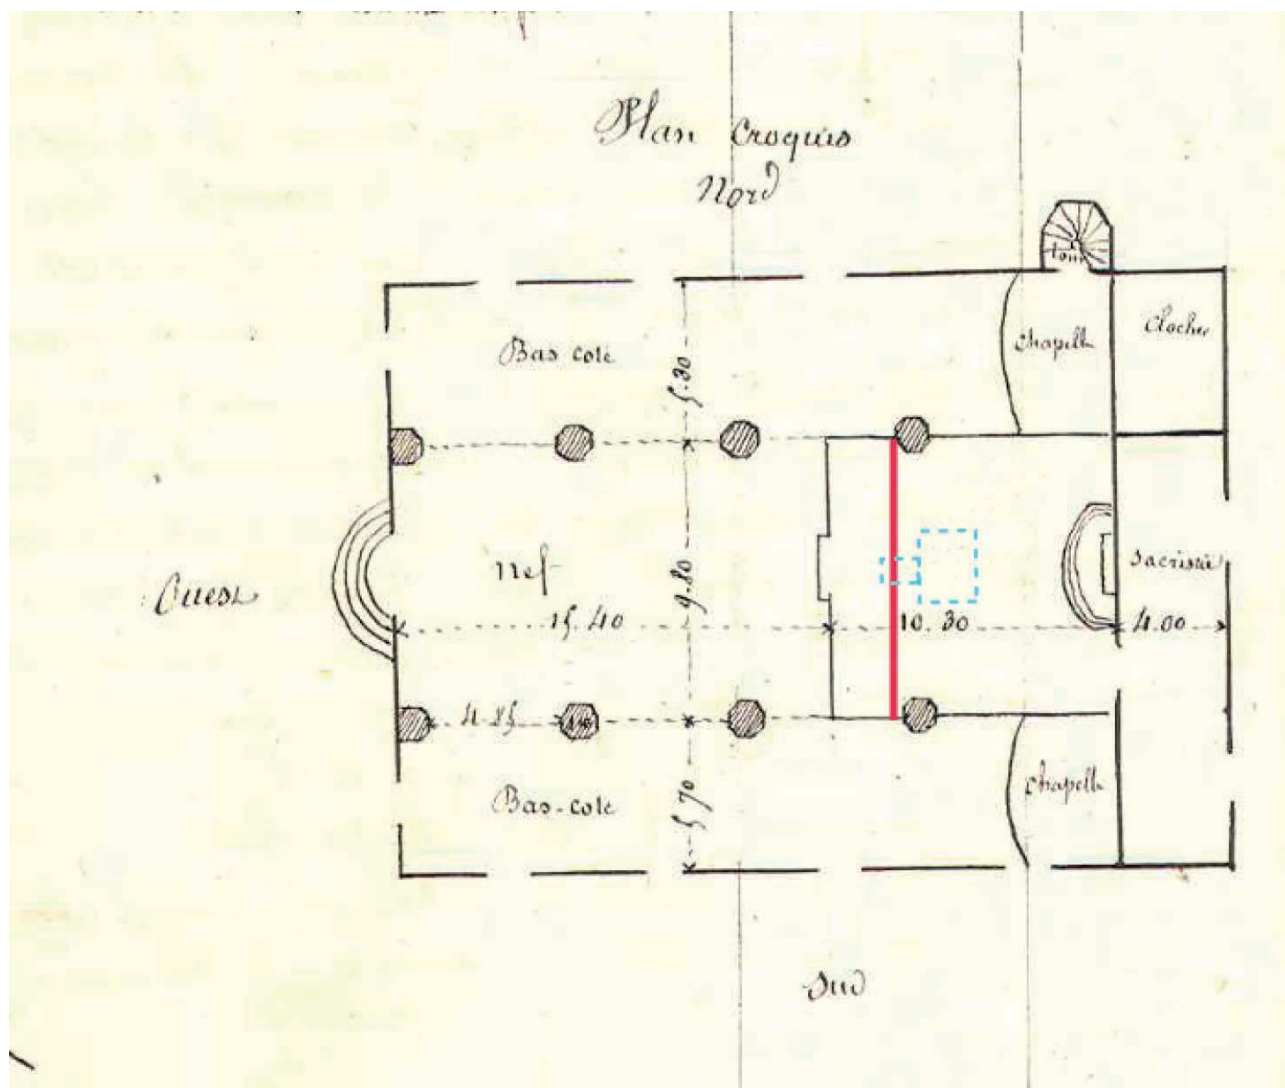 Plan Croquis
Nord
tour
Bas coté
5.30
Chapelle
Clocher
Ouest
Nef
9.80
Sacristie
15.40
10.30
4.00
4.85
Bas-coté
5.70
Chapelle
Sud